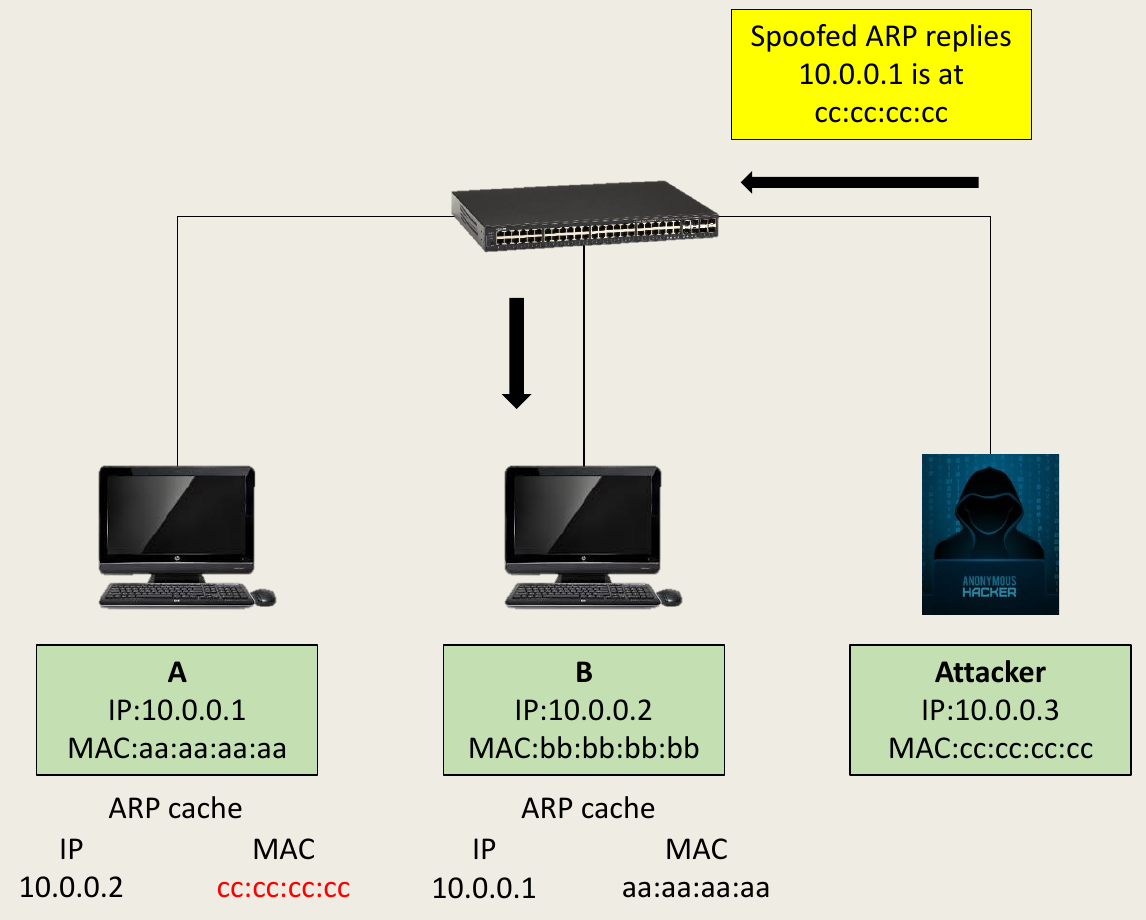 Spoofed ARP replies
10.0.0.1 is at
cc:cc:cc:cc
ANONYMOUS
HACKER
A
IP:10.0.0.1
MAC:aa:aa:aa:aa
B
IP:10.0.0.2
MAC:bb:bb:bb:bb
Attacker
IP:10.0.0.3
MAC:cc:cc:cc:cc
ARP cache
IP MAC
10.0.0.2 cc:cc:cc:cc
ARP cache
IP MAC
10.0.0.1 aa:aa:aa:aa